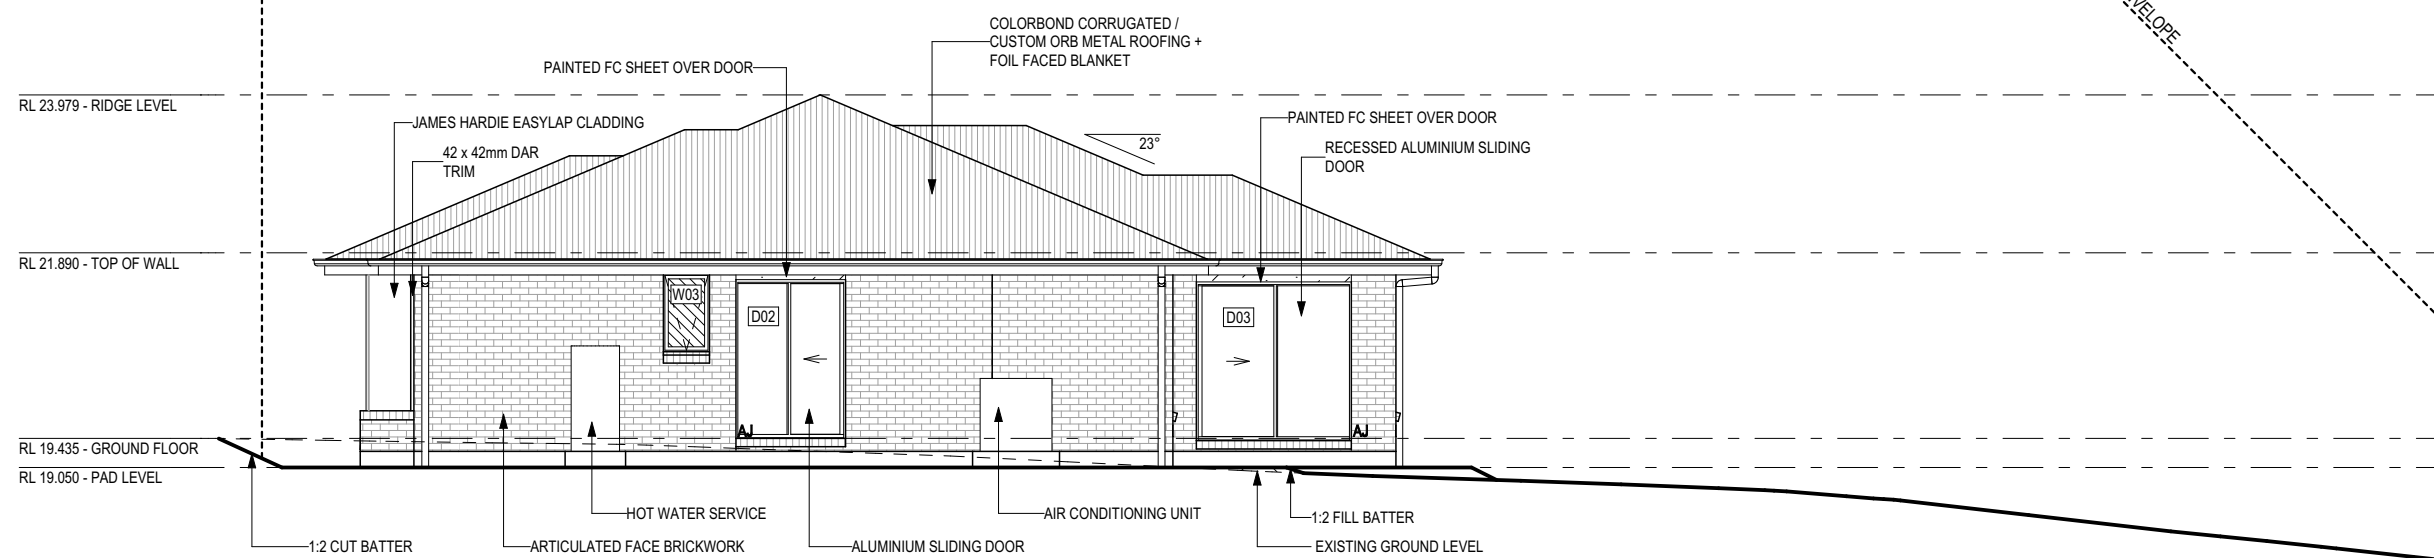 COLORBOND CORRUGATED /
CUSTOM ORB METAL ROOFING +
FOIL FACED BLANKET
VELOPE
PAINTED FC SHEET OVER DOOR
RL 23.979 - RIDGE LEVEL
JAMES HARDIE EASYLAP CLADDING
PAINTED FC SHEET OVER DOOR
42 x 42mm DAR
TRIM
23°
RECESSED ALUMINIUM SLIDING
DOOR
RL 21.890 - TOP OF WALL
W03
D02
D03
AJ
AJ
RL 19.435 - GROUND FLOOR
RL 19.050 - PAD LEVEL
HOT WATER SERVICE
AIR CONDITIONING UNIT
1:2 FILL BATTER
1:2 CUT BATTER
ARTICULATED FACE BRICKWORK
ALUMINIUM SLIDING DOOR
EXISTING GROUND LEVEL